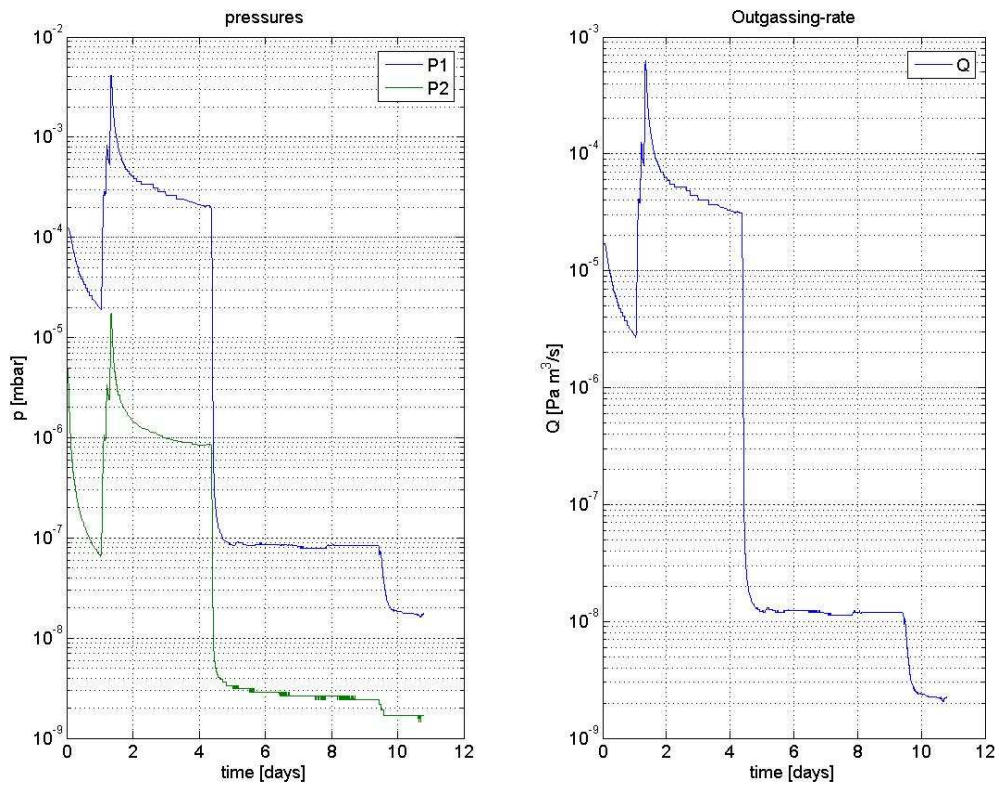 pressures
P1
P2
p [mbar]
10^-2
10^-3
10^-4
10^-5
10^-6
10^-7
10^-8
10^-9
0 2 4 6 8 10 12
time [days]
Outgassing-rate
Q
Q [Pa m^3/s]
10^-3
10^-4
10^-5
10^-6
10^-7
10^-8
10^-9
0 2 4 6 8 10 12
time [days]